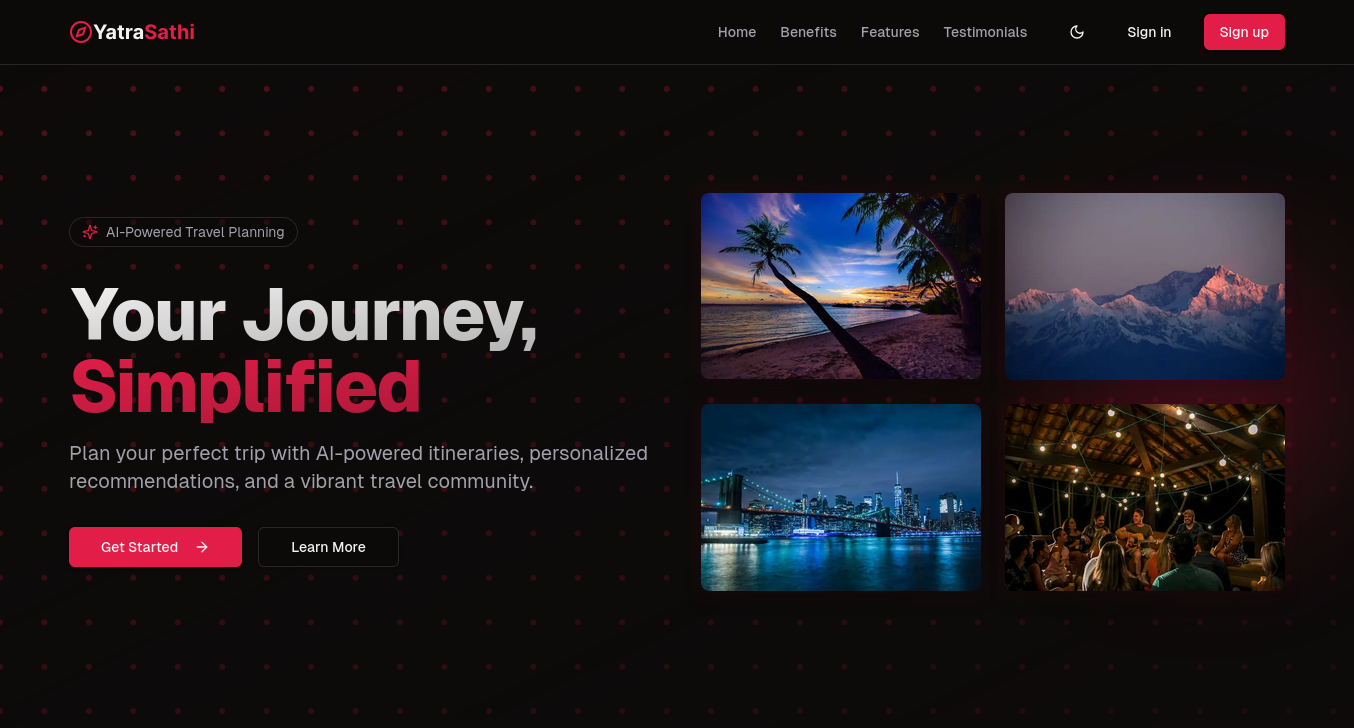 YatraSathi
Home Benefits Features Testimonials Sign in Sign up
AI-Powered Travel Planning
Your Journey,
Simplified
Plan your perfect trip with AI-powered itineraries, personalized
recommendations, and a vibrant travel community.
Get Started Learn More